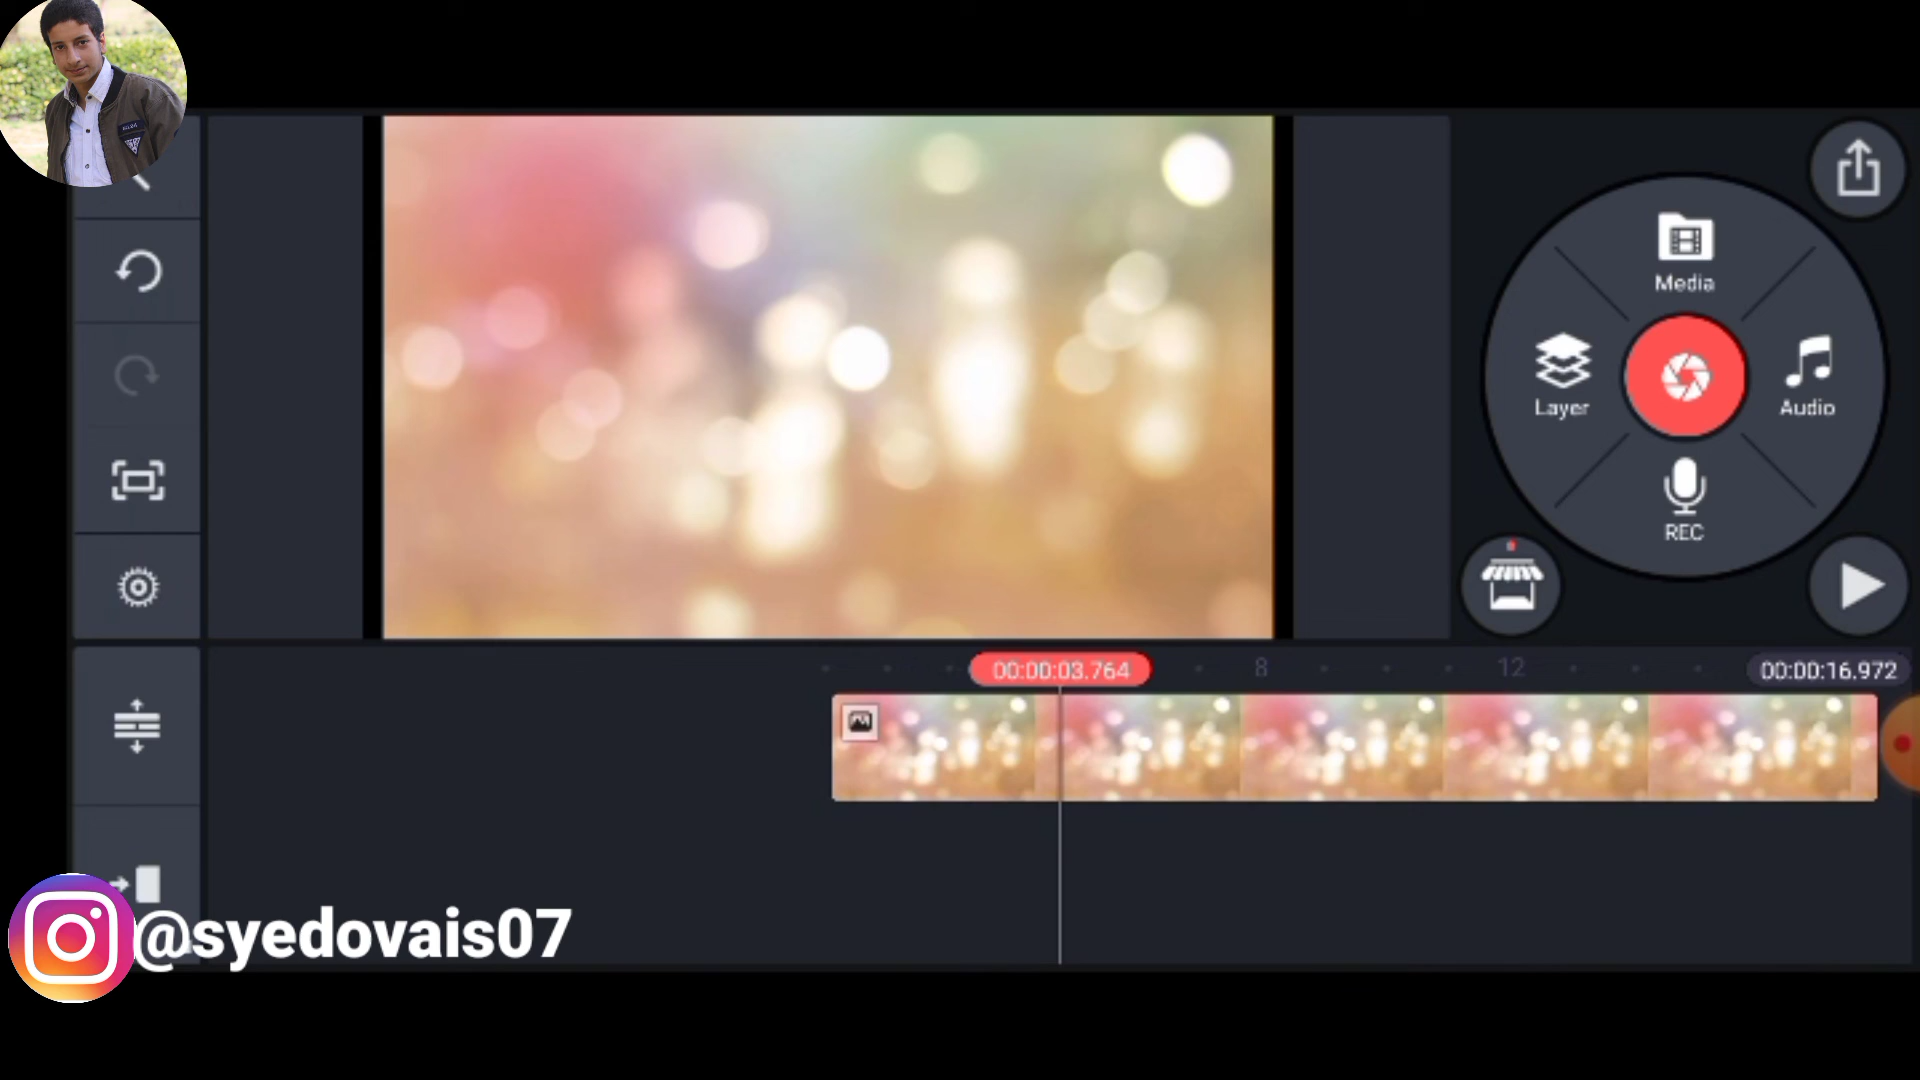 Media
Layer
Audio
REC
00:00:03.764
8
12
00:00:16.972
@syedovais07